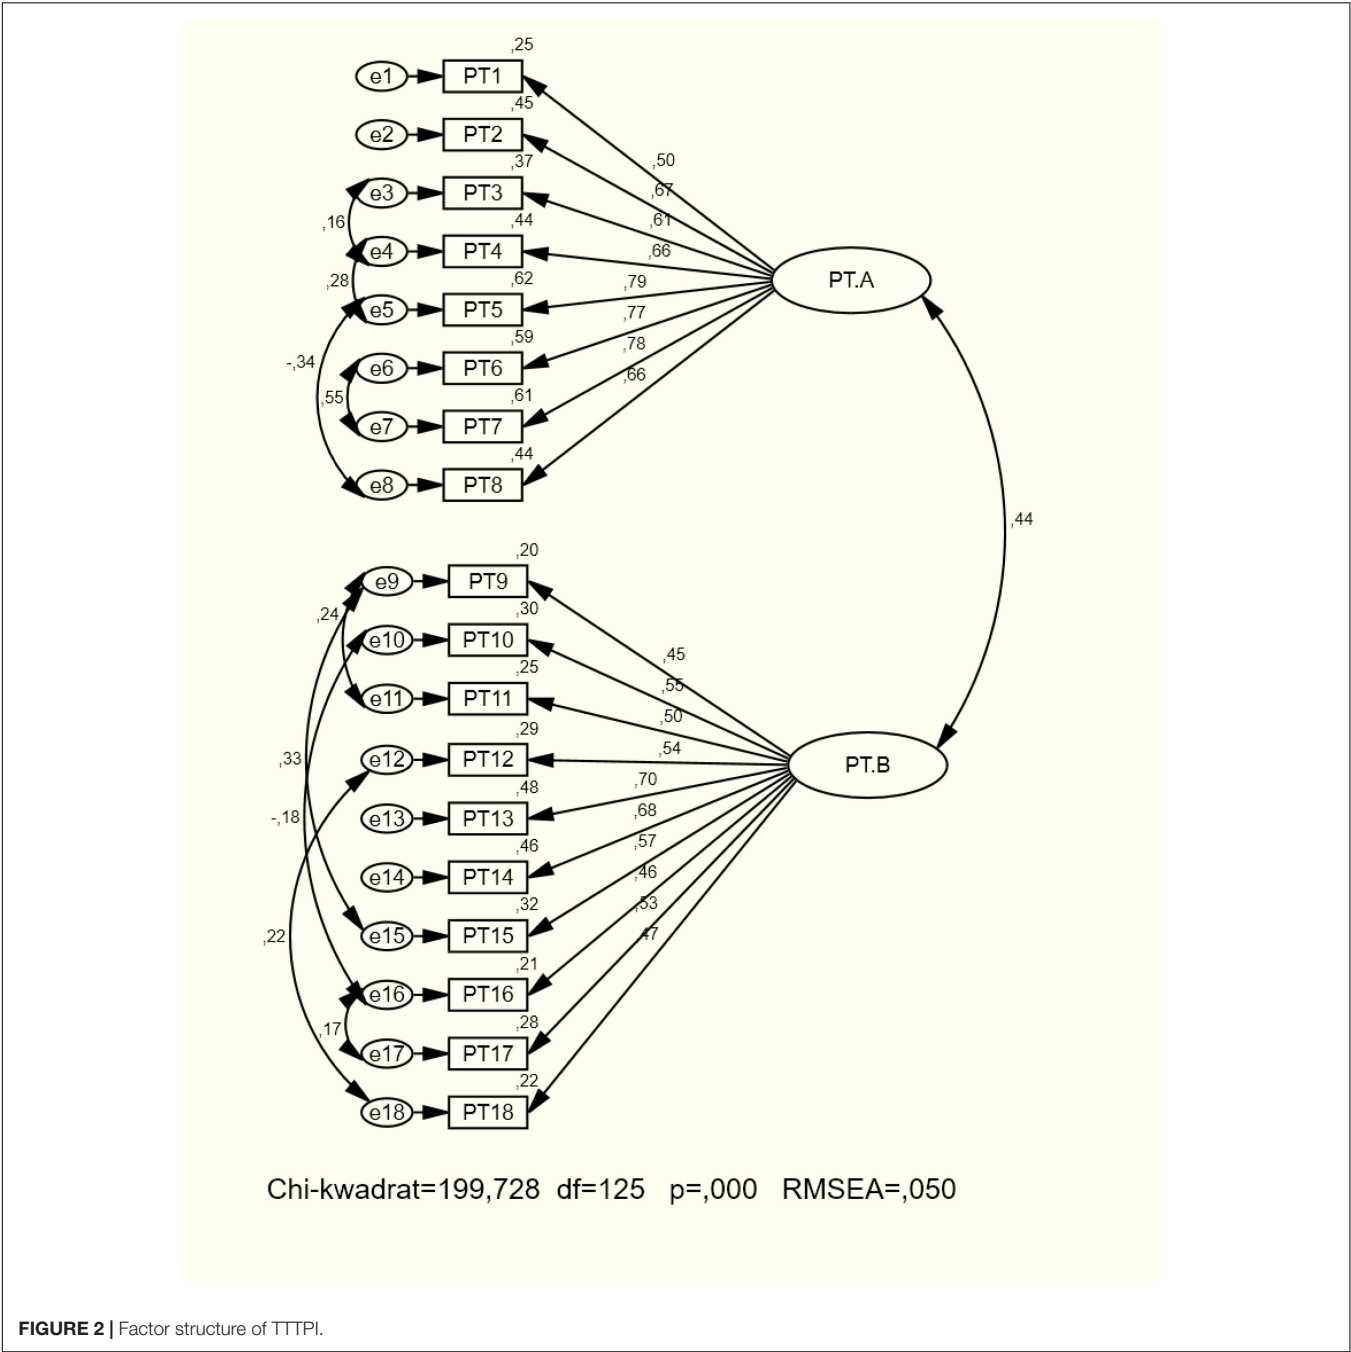 ,25
e1 PT1
,45
e2 PT2
,50
,37
,67
e3 PT3
,16
,44
,61
e4 PT4
,66
,28
,62
,79
e5 PT5
,77
PT.A
-,34
,59
,78
e6 PT6
,66
,55
,61
e7 PT7
,44
e8 PT8
,44
,20
e9 PT9
,24
,30
e10 PT10
,45
,25
,55
e11 PT11
,50
,33
,29
,54
e12 PT12
PT.B
,48
,70
-,18
e13 PT13
,68
,46
,57
e14 PT14
,46
,32
,53
e15 PT15
,47
,22
,21
e16 PT16
,17
,28
e17 PT17
,22
e18 PT18
Chi-kwadrat=199,728 df=125 p=,000 RMSEA=,050
FIGURE 2 | Factor structure of TTTPI.